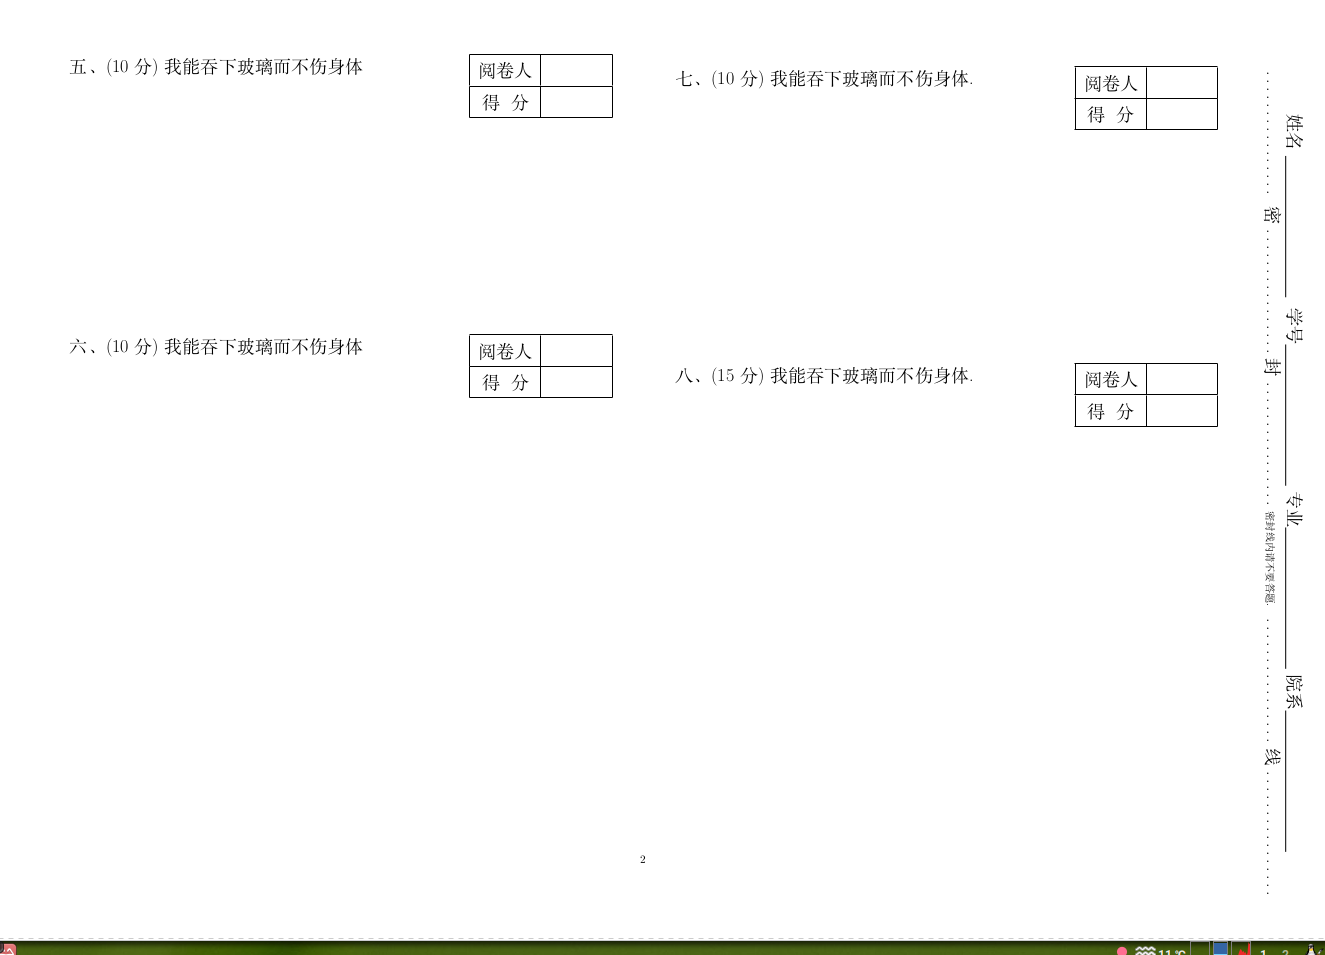 五、(10 分) 我能吞下玻璃而不伤身体
阅卷人
得 分
六、(10 分) 我能吞下玻璃而不伤身体
阅卷人
得 分
七、(10 分) 我能吞下玻璃而不伤身体.
阅卷人
得 分
八、(15 分) 我能吞下玻璃而不伤身体.
阅卷人
得 分
姓名 学号 专业 院系
密 封 密封线内请不要答题. 线
2